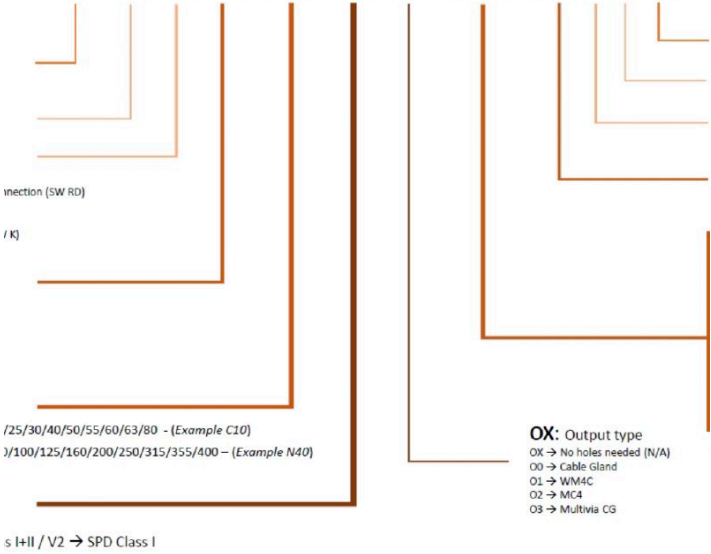 nnection (SW RD)
/ K)
/25/30/40/50/55/60/63/80 - (Example C10)
0/100/125/160/200/250/315/355/400 – (Example N40)
s I+II / V2 → SPD Class I
OX: Output type
OX → No holes needed (N/A)
O0 → Cable Gland
O1 → WM4C
O2 → MC4
O3 → Multivia CG